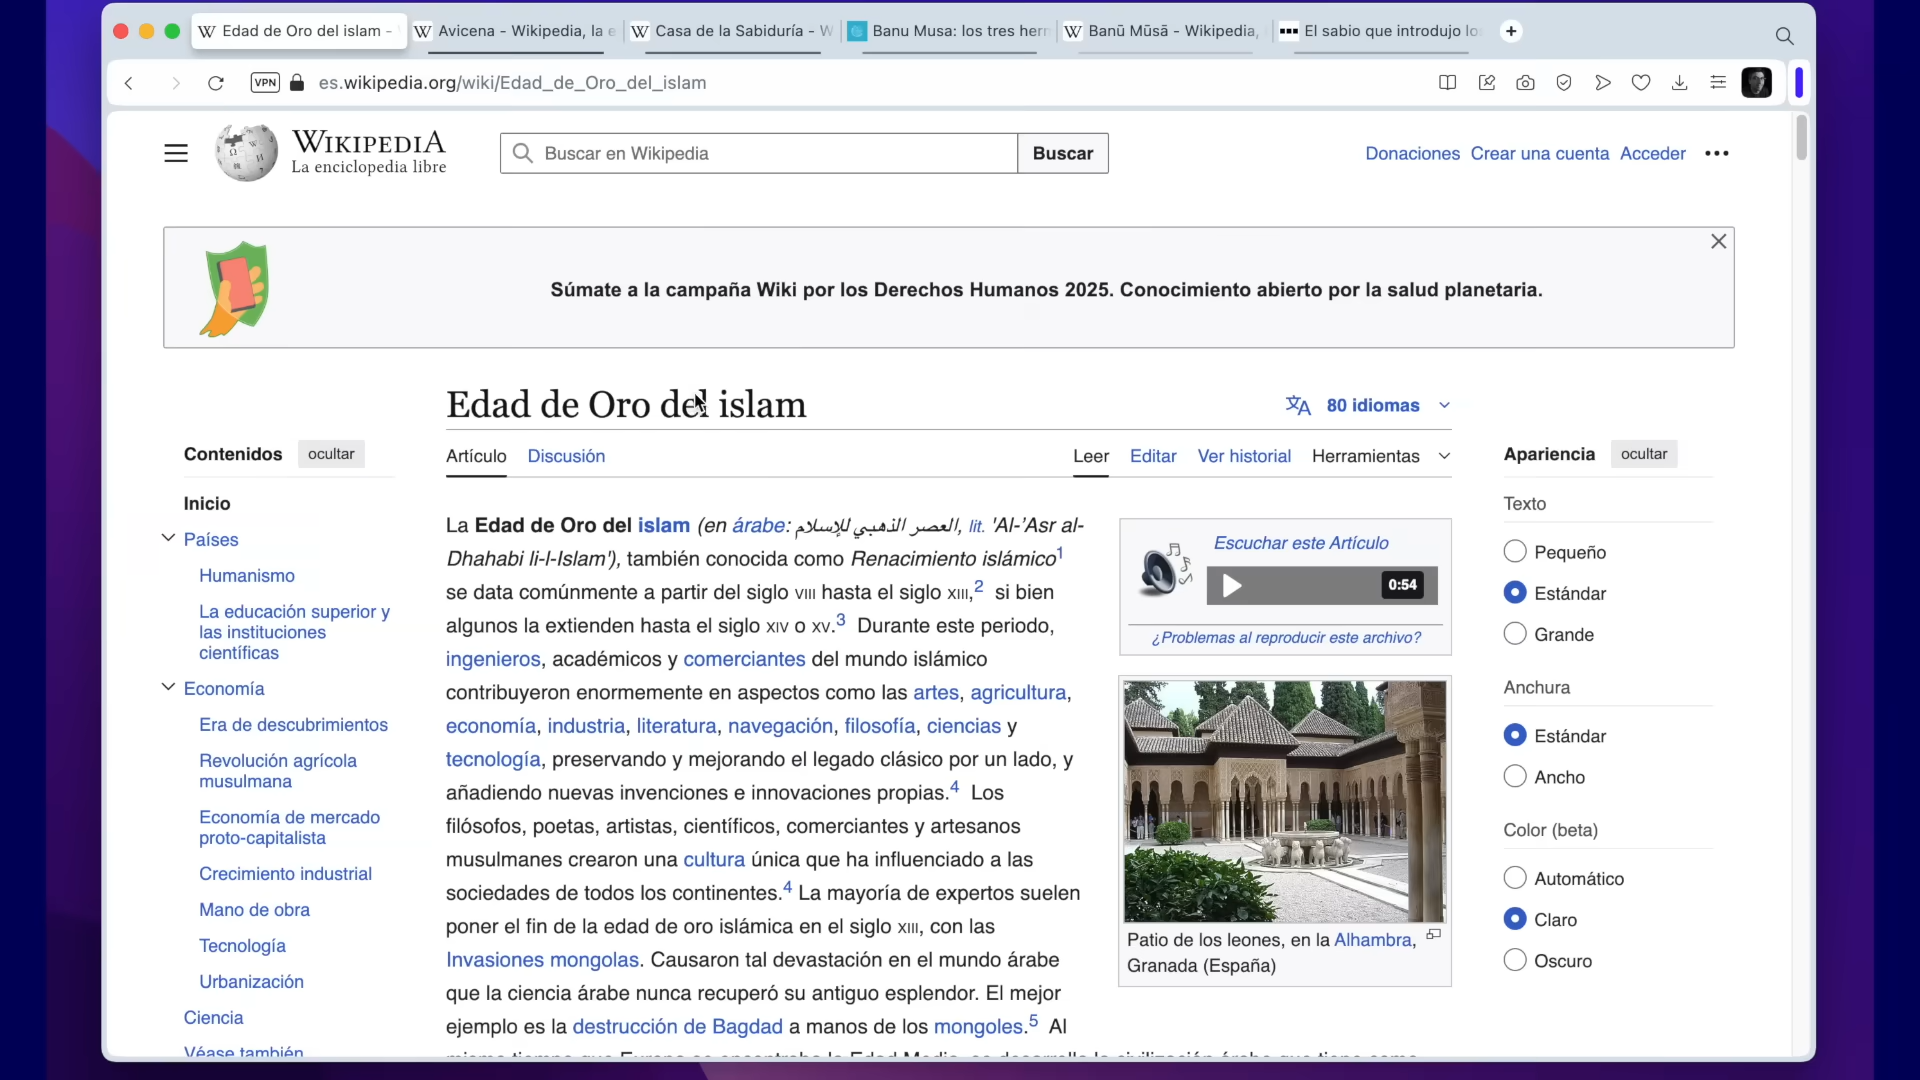 Edad de Oro del islam -
Avicena - Wikipedia, la e
Casa de la Sabiduría - W
Banu Musa: los tres herm
Banū Mūsā - Wikipedia,
El sabio que introdujo lo
VPN
es.wikipedia.org/wiki/Edad_de_Oro_del_islam
WIKIPEDIA
La enciclopedia libre
Buscar en Wikipedia
Buscar
Donaciones Crear una cuenta Acceder
Súmate a la campaña Wiki por los Derechos Humanos 2025. Conocimiento abierto por la salud planetaria.
Edad de Oro del islam
80 idiomas
Artículo Discusión
Leer Editar Ver historial Herramientas
Contenidos ocultar
Inicio
Países
Humanismo
La educación superior y
las instituciones
científicas
Economía
Era de descubrimientos
Revolución agrícola
musulmana
Economía de mercado
proto-capitalista
Crecimiento industrial
Mano de obra
Tecnología
Urbanización
Ciencia
Véase también
La Edad de Oro del islam (en árabe: العصر الذهبي للإسلام, lit. 'Al-'Asr al-
Dhahabi li-l-Islam'), también conocida como Renacimiento islámico1
se data comúnmente a partir del siglo VIII hasta el siglo XIII,2 si bien
algunos la extienden hasta el siglo XIV o XV.3 Durante este periodo,
ingenieros, académicos y comerciantes del mundo islámico
contribuyeron enormemente en aspectos como las artes, agricultura,
economía, industria, literatura, navegación, filosofía, ciencias y
tecnología, preservando y mejorando el legado clásico por un lado, y
añadiendo nuevas invenciones e innovaciones propias.4 Los
filósofos, poetas, artistas, científicos, comerciantes y artesanos
musulmanes crearon una cultura única que ha influenciado a las
sociedades de todos los continentes.4 La mayoría de expertos suelen
poner el fin de la edad de oro islámica en el siglo XIII, con las
Invasiones mongolas. Causaron tal devastación en el mundo árabe
que la ciencia árabe nunca recuperó su antiguo esplendor. El mejor
ejemplo es la destrucción de Bagdad a manos de los mongoles.5 Al
Escuchar este Artículo
0:54
¿Problemas al reproducir este archivo?
Patio de los leones, en la Alhambra,
Granada (España)
Apariencia ocultar
Texto
Pequeño
Estándar
Grande
Anchura
Estándar
Ancho
Color (beta)
Automático
Claro
Oscuro